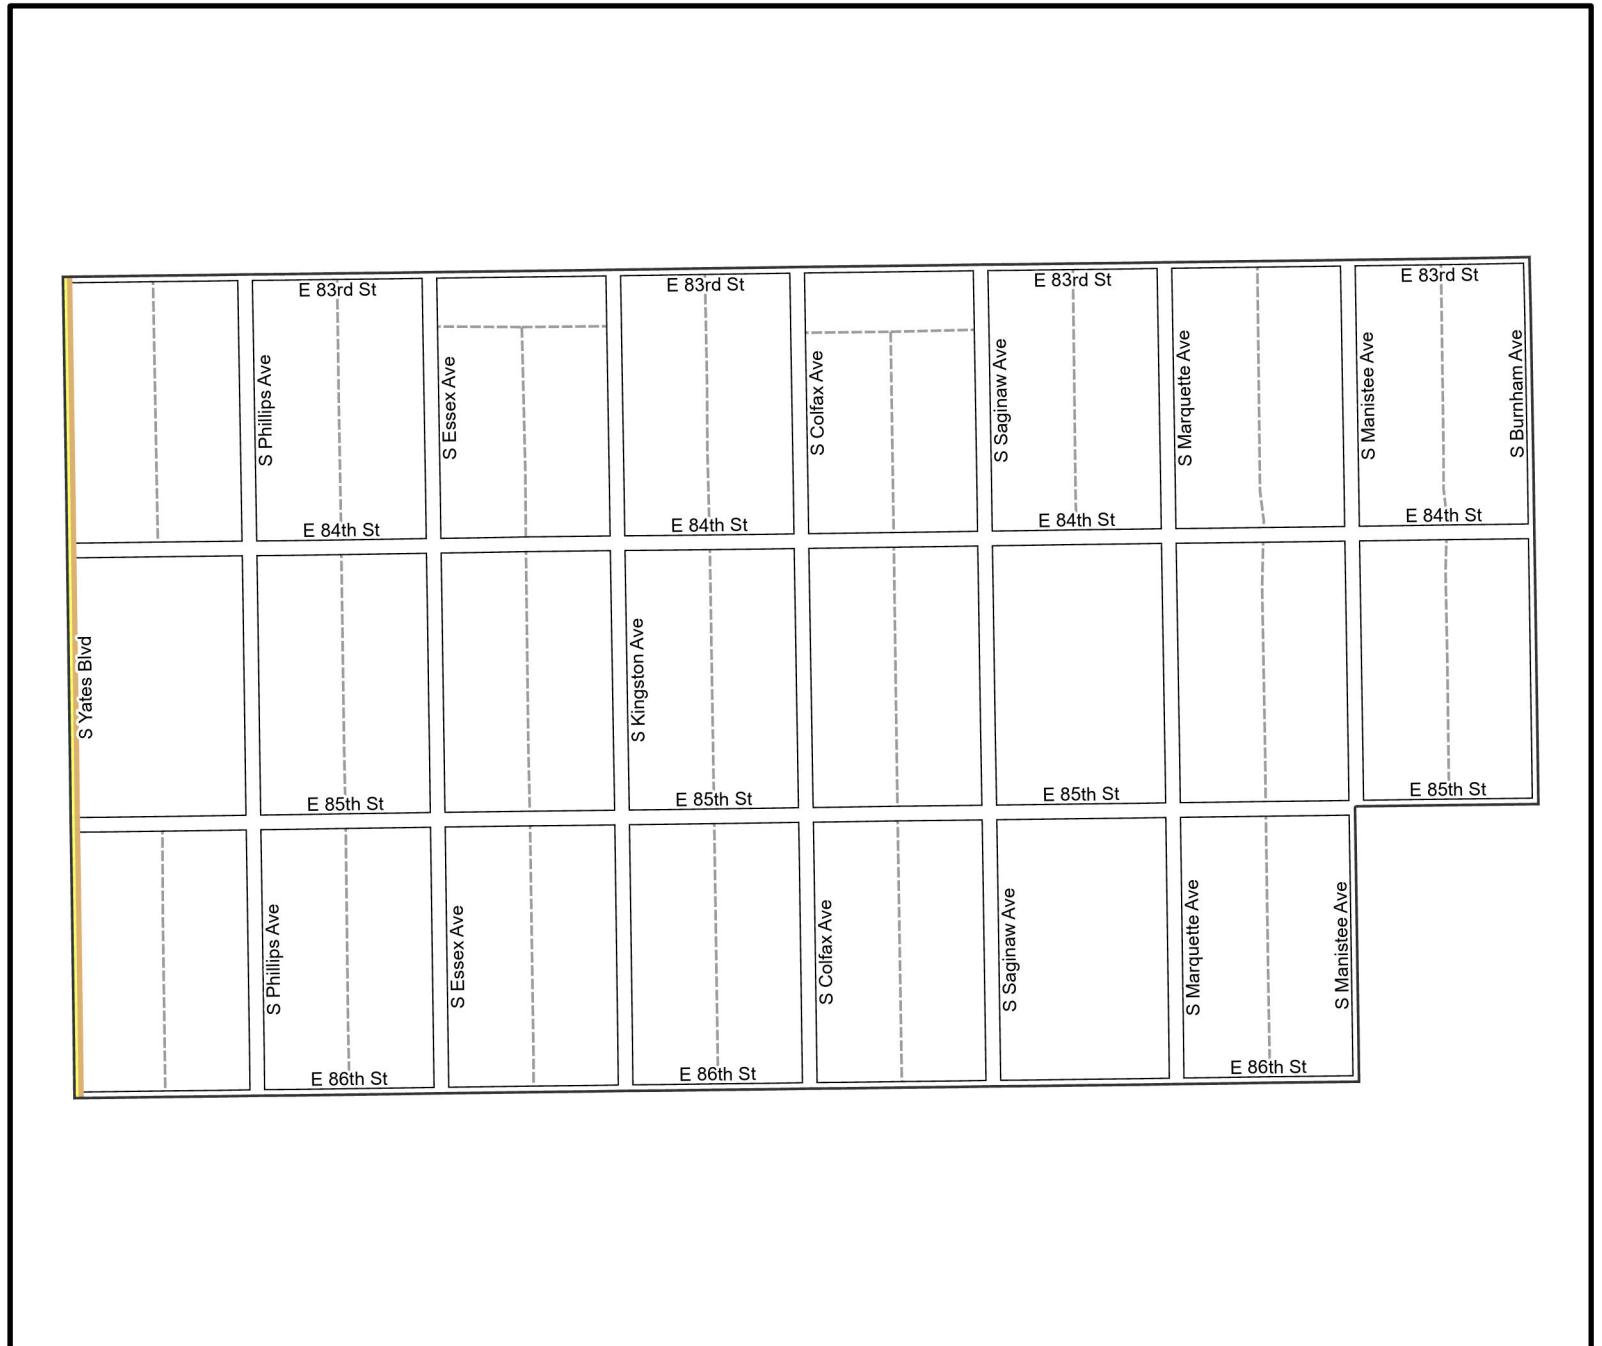 E 83rd St
E 83rd St
E 83rd St
E 83rd St
S Phillips Ave
S Essex Ave
S Colfax Ave
S Saginaw Ave
S Marquette Ave
S Manistee Ave
S Burnham Ave
E 84th St
E 84th St
E 84th St
E 84th St
S Yates Blvd
S Kingston Ave
E 85th St
E 85th St
E 85th St
E 85th St
S Phillips Ave
S Essex Ave
S Colfax Ave
S Saginaw Ave
S Marquette Ave
S Manistee Ave
E 86th St
E 86th St
E 86th St